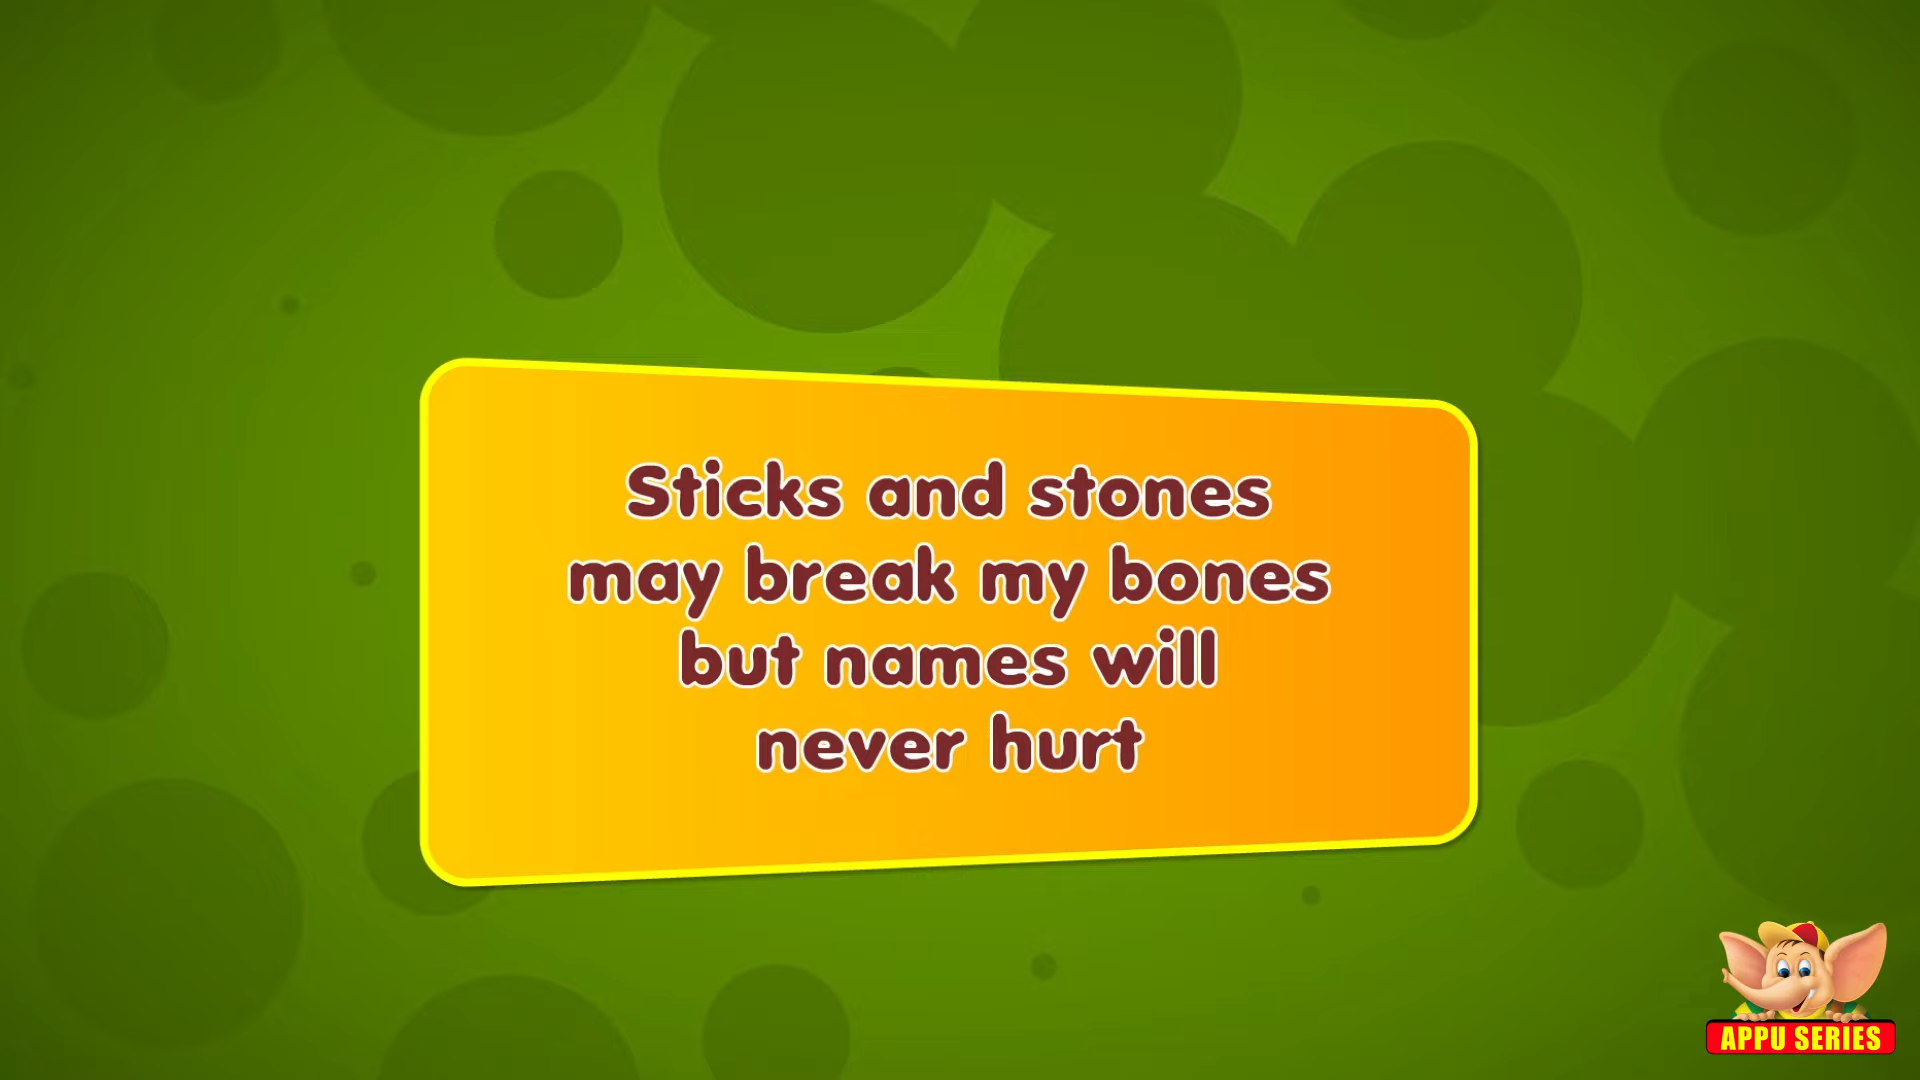 Sticks and stones
may break my bones
but names will
never hurt
APPU SERIES